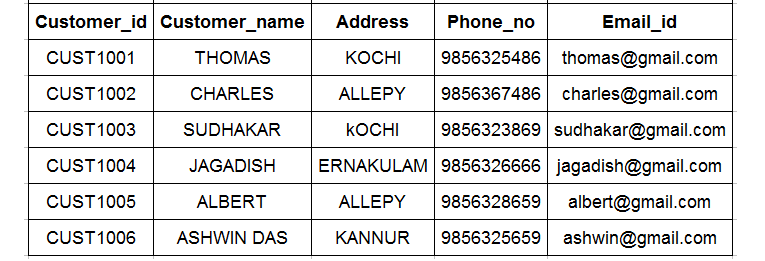 Customer_id Customer_name Address Phone_no Email_id
CUST1001 THOMAS KOCHI 9856325486 thomas@gmail.com
CUST1002 CHARLES ALLEPY 9856367486 charles@gmail.com
CUST1003 SUDHAKAR kOCHI 9856323869 sudhakar@gmail.com
CUST1004 JAGADISH ERNAKULAM 9856326666 jagadish@gmail.com
CUST1005 ALBERT ALLEPY 9856328659 albert@gmail.com
CUST1006 ASHWIN DAS KANNUR 9856325659 ashwin@gmail.com